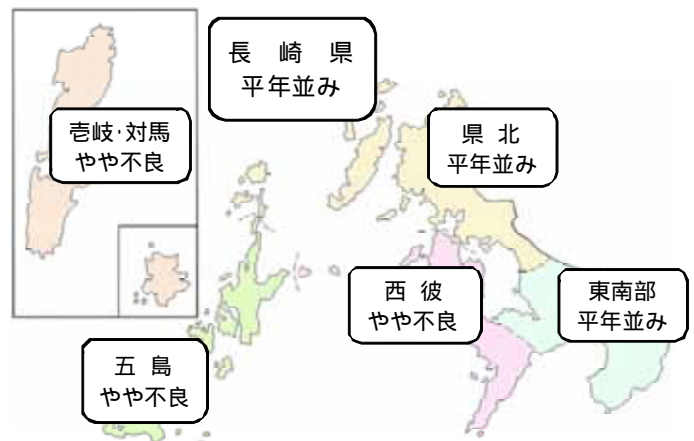 長 崎 県
平年並み
壱岐・対馬
やや不良
県 北
平年並み
西 彼
やや不良
東南部
平年並み
五 島
やや不良